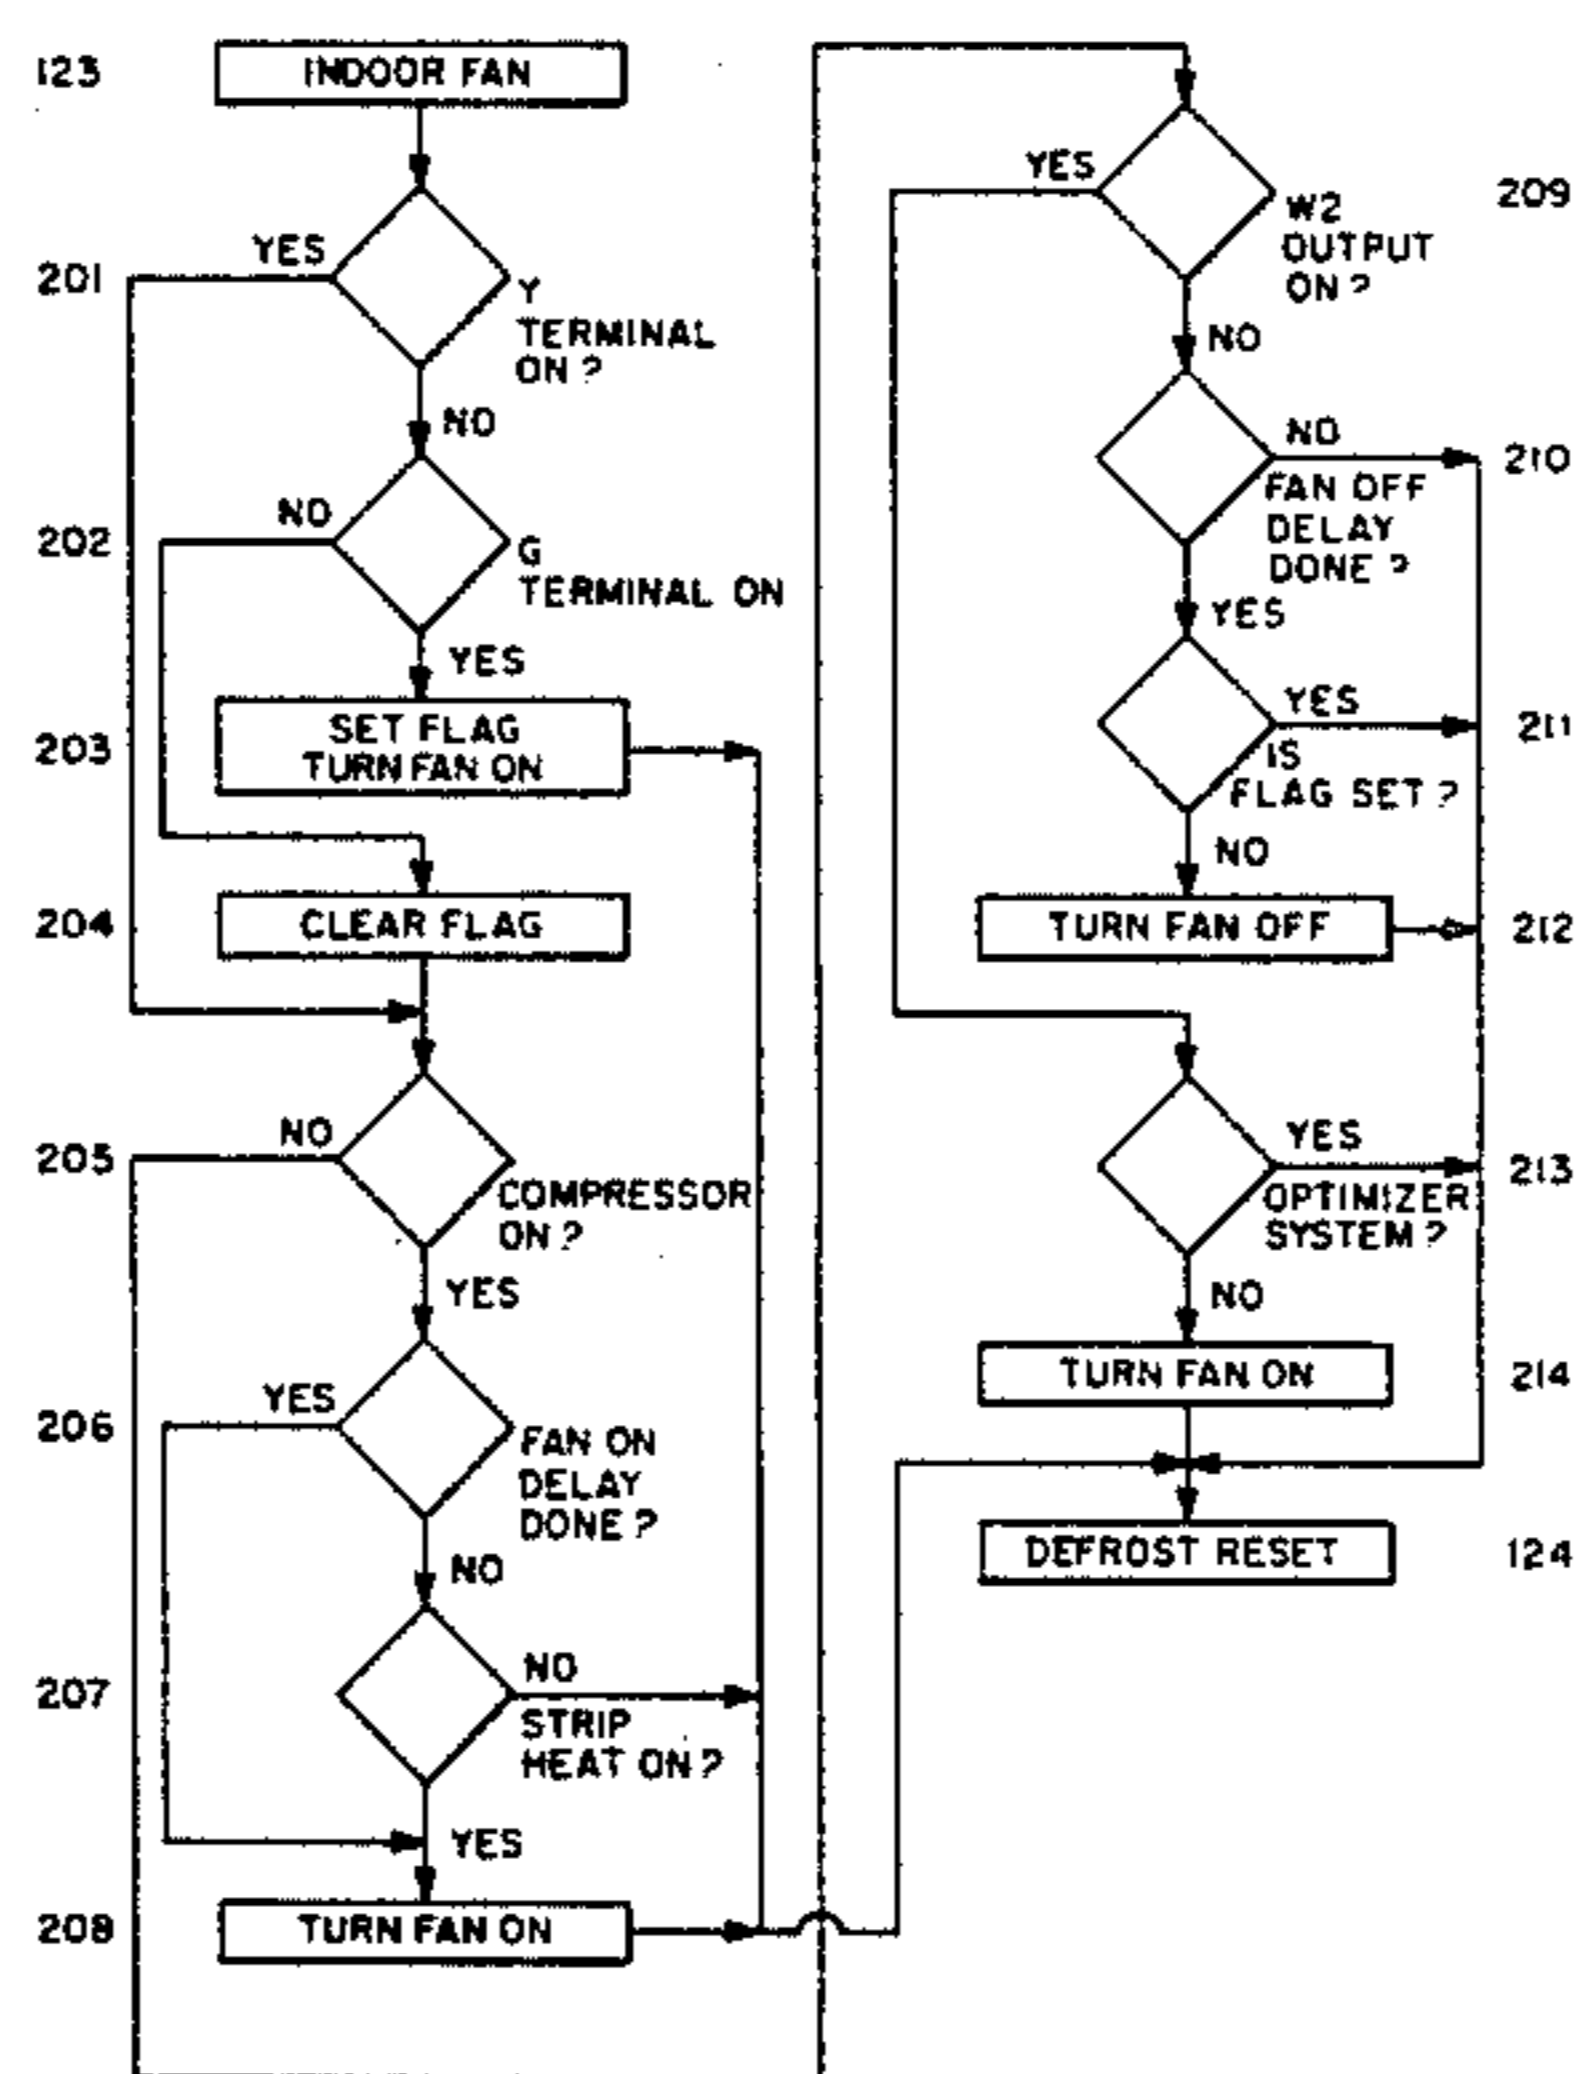 123
INDOOR FAN
201
YES
Y
TERMINAL
ON?
NO
202
NO
G
TERMINAL ON
YES
203
SET FLAG
TURN FAN ON
204
CLEAR FLAG
205
NO
COMPRESSOR
ON?
YES
206
YES
FAN ON
DELAY
DONE?
NO
207
NO
STRIP
HEAT ON?
YES
208
TURN FAN ON
YES
209
W2
OUTPUT
ON?
NO
NO
210
FAN OFF
DELAY
DONE?
YES
YES
211
IS
FLAG SET?
NO
TURN FAN OFF
212
YES
213
OPTIMIZER
SYSTEM?
NO
TURN FAN ON
214
DEFROST RESET
124